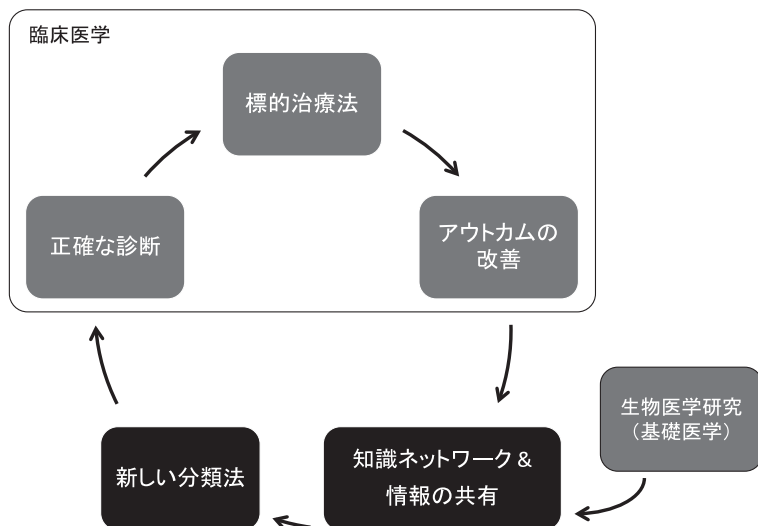 臨床医学
標的治療法
正確な診断
アウトカムの
改善
生物医学研究
（基礎医学）
新しい分類法
知識ネットワーク &
情報の共有